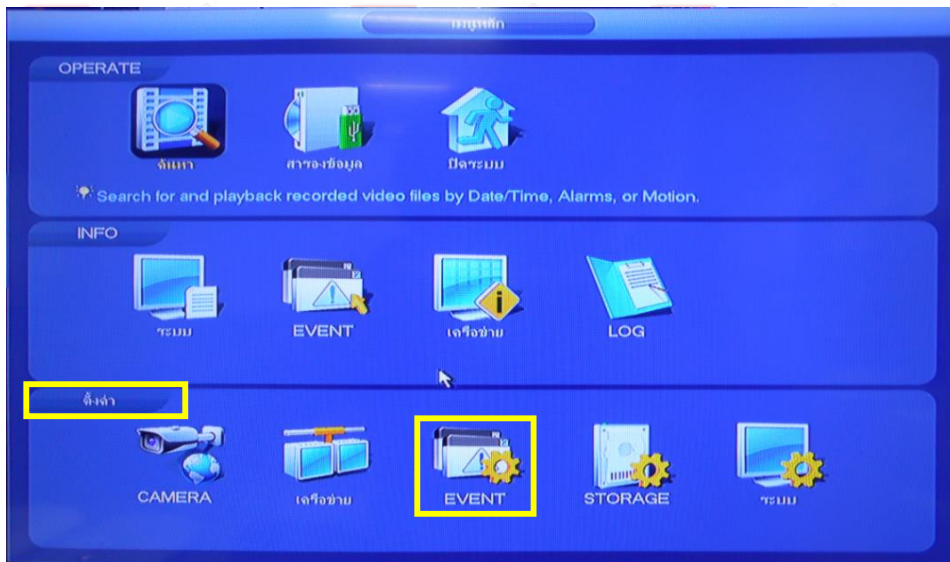 เมนูหลัก
OPERATE
ค้นหา
สำรองข้อมูล
ปิดระบบ
Search for and playback recorded video files by Date/Time, Alarms, or Motion.
INFO
ระบบ
EVENT
เครือข่าย
LOG
ตั้งค่า
CAMERA
เครือข่าย
EVENT
STORAGE
ระบบ